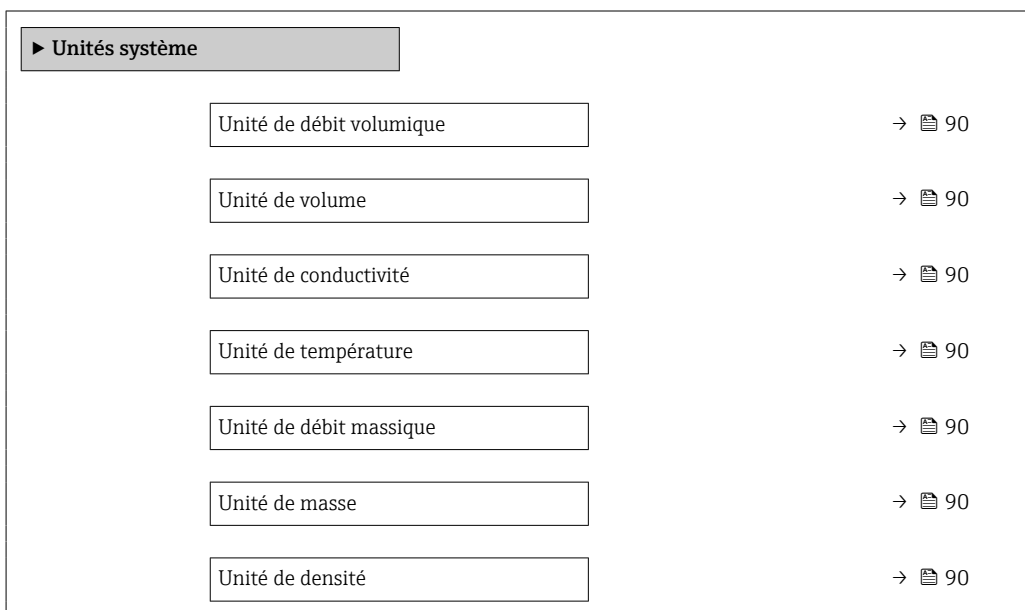 ▶ Unités système
Unité de débit volumique → 90
Unité de volume → 90
Unité de conductivité → 90
Unité de température → 90
Unité de débit massique → 90
Unité de masse → 90
Unité de densité → 90